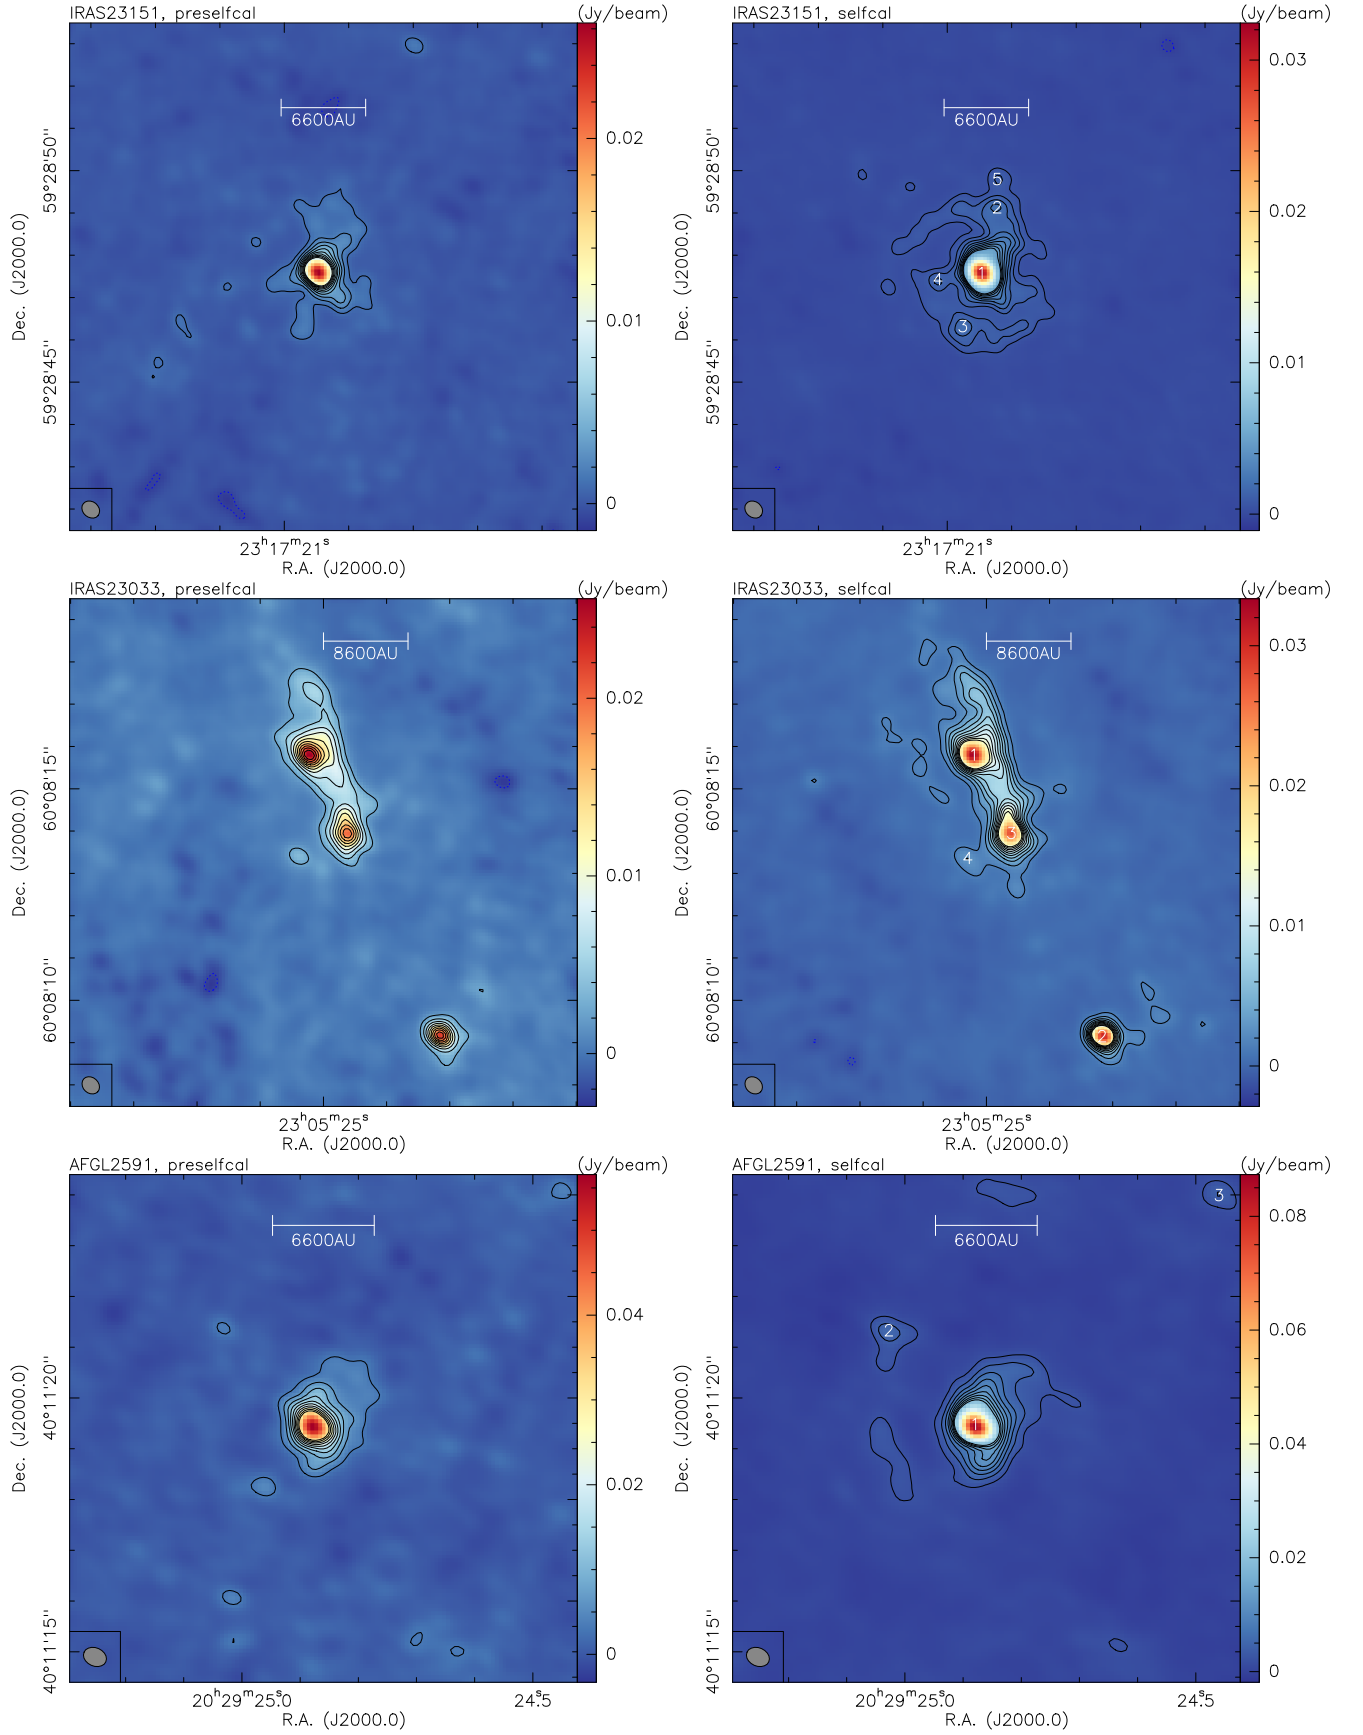 IRAS23151, preselfcal
(Jy/beam)
6600AU
59°28'50''
59°28'45''
Dec. (J2000.0)
0.02
0.01
0
23ʰ17ᵐ21ˢ
R.A. (J2000.0)
IRAS23151, selfcal
(Jy/beam)
6600AU
5
2
1
4
3
59°28'50''
59°28'45''
Dec. (J2000.0)
0.03
0.02
0.01
0
23ʰ17ᵐ21ˢ
R.A. (J2000.0)
IRAS23033, preselfcal
(Jy/beam)
8600AU
60°08'15''
60°08'10''
Dec. (J2000.0)
0.02
0.01
0
23ʰ05ᵐ25ˢ
R.A. (J2000.0)
IRAS23033, selfcal
(Jy/beam)
8600AU
1
3
4
2
60°08'15''
60°08'10''
Dec. (J2000.0)
0.03
0.02
0.01
0
23ʰ05ᵐ25ˢ
R.A. (J2000.0)
AFGL2591, preselfcal
(Jy/beam)
6600AU
40°11'20''
40°11'15''
Dec. (J2000.0)
0.04
0.02
0
20ʰ29ᵐ25ˢ.0
24ˢ.5
R.A. (J2000.0)
AFGL2591, selfcal
(Jy/beam)
3
6600AU
2
1
40°11'20''
40°11'15''
Dec. (J2000.0)
0.08
0.06
0.04
0.02
0
20ʰ29ᵐ25ˢ.0
24ˢ.5
R.A. (J2000.0)